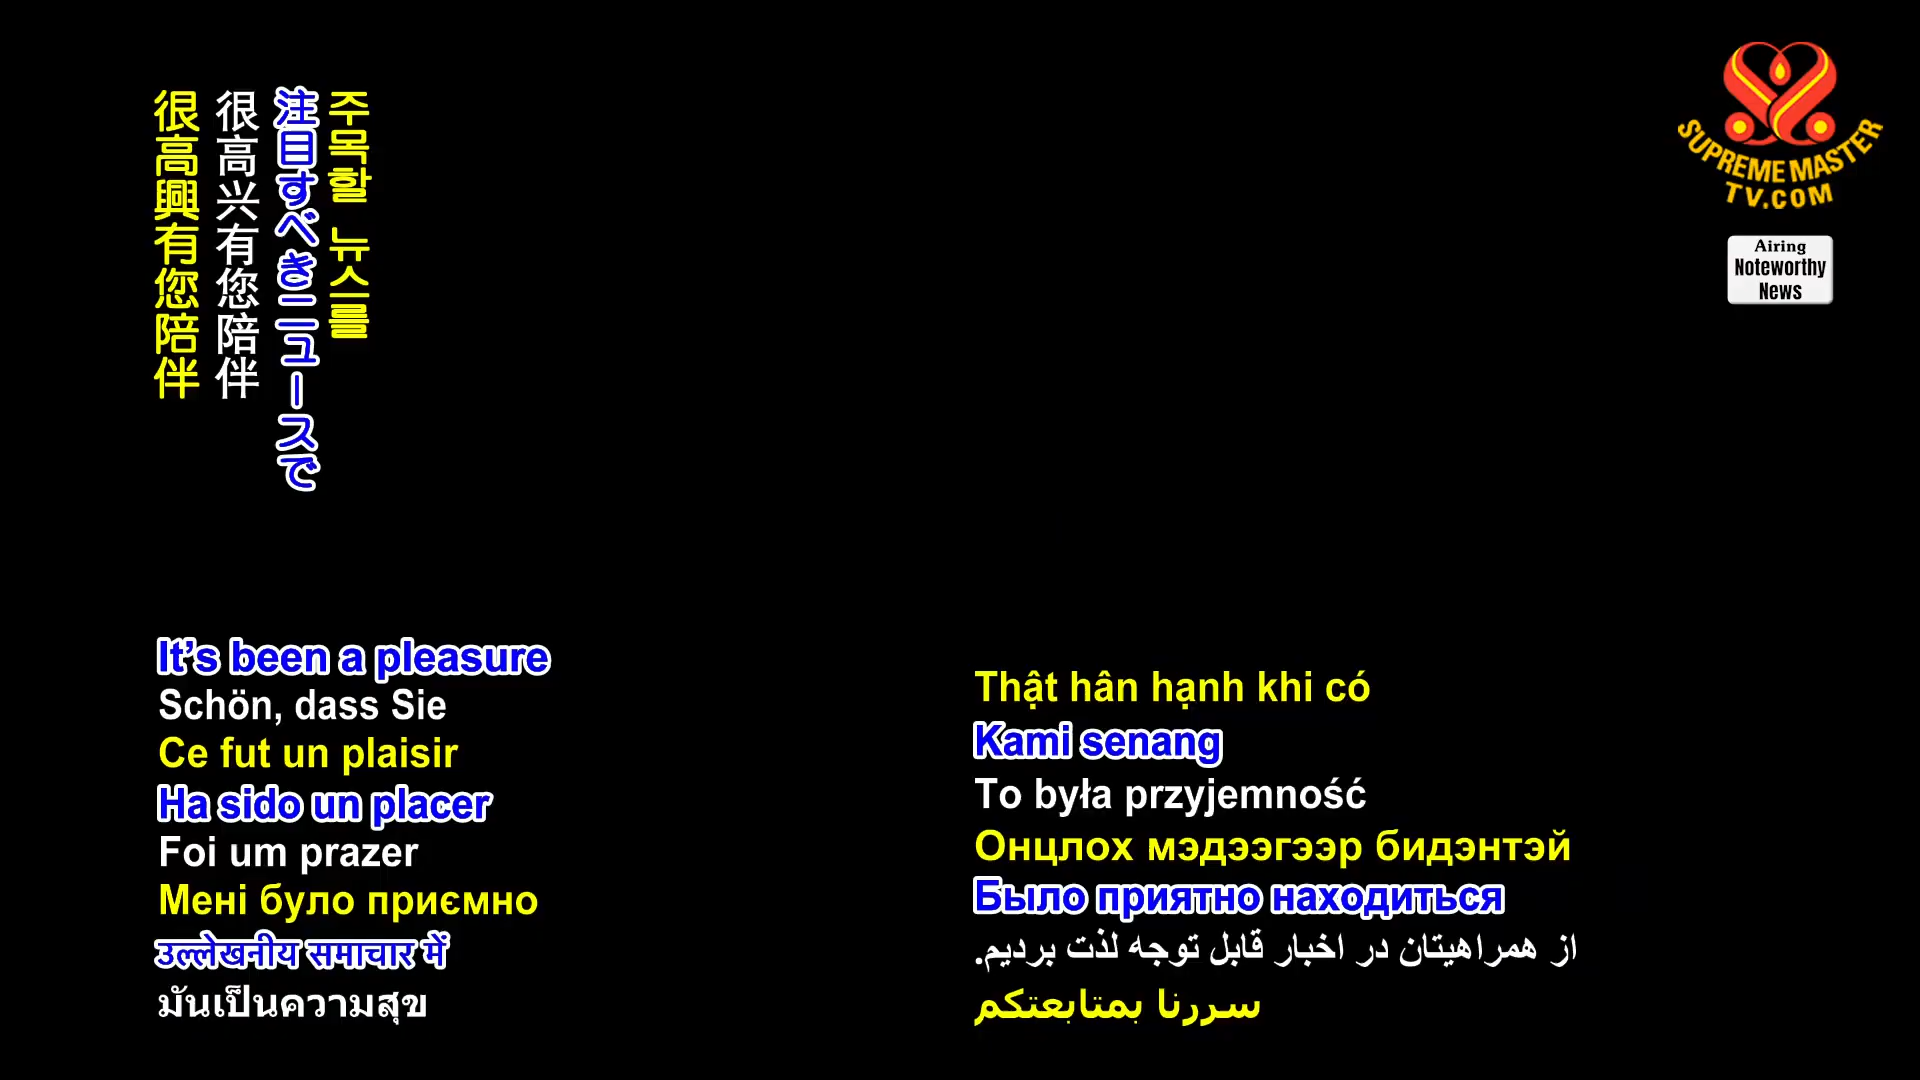 很高興有您陪伴
很高兴有您陪伴
注目すべきニュースで
주목할 뉴스를
SUPREME MASTER
TV.COM
Airing
Noteworthy
News
It’s been a pleasure
Schön, dass Sie
Ce fut un plaisir
Ha sido un placer
Foi um prazer
Мені було приємно
उल्लेखनीय समाचार में
มันเป็นความสุข
Thật hân hạnh khi có
Kami senang
To była przyjemność
Онцлох мэдээгээр бидэнтэй
Было приятно находиться
از همراهیتان در اخبار قابل توجه لذت بردیم.
سررنا بمتابعتكم